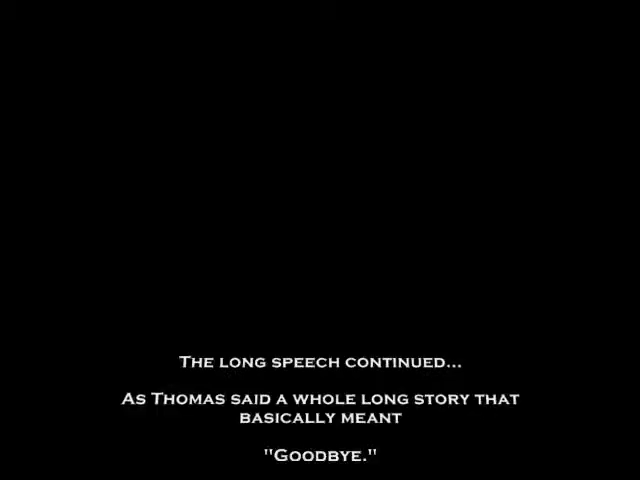 The long speech continued...
As Thomas said a whole long story that
basically meant
"Goodbye."